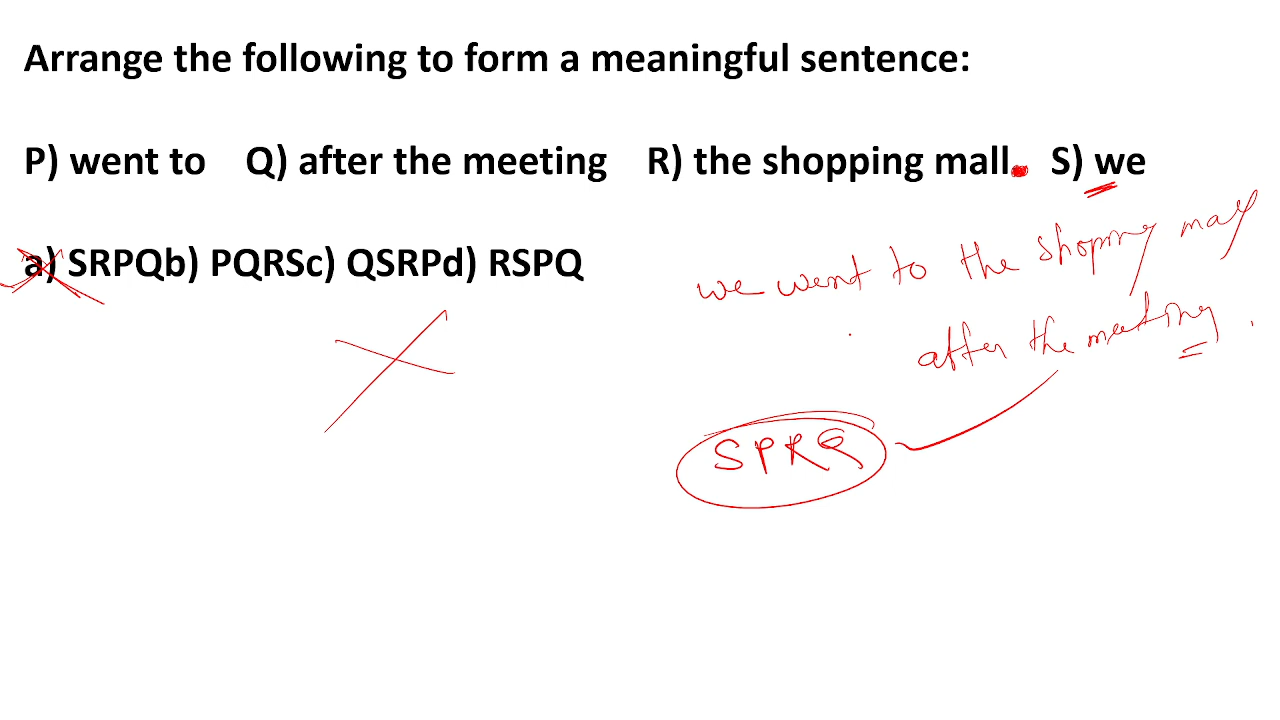 Arrange the following to form a meaningful sentence:
P) went to Q) after the meeting R) the shopping mall. S) we
a) SRPQb) PQRSc) QSRPd) RSPQ
we went to the shoping mall
after the meeting.
SPRQ